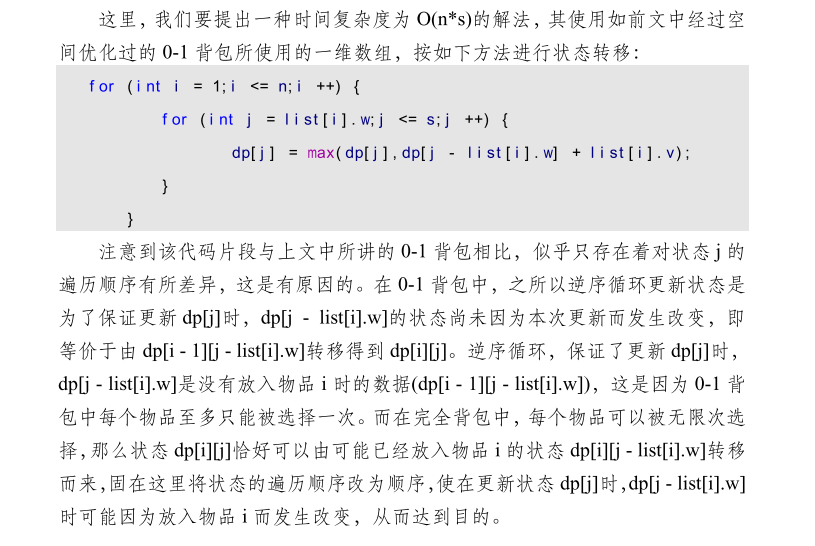 这里，我们要提出一种时间复杂度为 O(n*s)的解法，其使用如前文中经过空
间优化过的 0-1 背包所使用的一维数组，按如下方法进行状态转移：
for (int i = 1;i <= n;i ++) {
for (int j = list[i].w;j <= s;j ++) {
dp[j] = max(dp[j],dp[j - list[i].w] + list[i].v);
}
}
注意到该代码片段与上文中所讲的 0-1 背包相比，似乎只存在着对状态 j 的
遍历顺序有所差异，这是有原因的。在 0-1 背包中，之所以逆序循环更新状态是
为了保证更新 dp[j]时，dp[j - list[i].w]的状态尚未因为本次更新而发生改变，即
等价于由 dp[i - 1][j - list[i].w]转移得到 dp[i][j]。逆序循环，保证了更新 dp[j]时，
dp[j - list[i].w]是没有放入物品 i 时的数据(dp[i - 1][j - list[i].w])，这是因为 0-1 背
包中每个物品至多只能被选择一次。而在完全背包中，每个物品可以被无限次选
择，那么状态 dp[i][j]恰好可以由可能已经放入物品 i 的状态 dp[i][j - list[i].w]转移
而来，固在这里将状态的遍历顺序改为顺序，使在更新状态 dp[j]时，dp[j - list[i].w]
时可能因为放入物品 i 而发生改变，从而达到目的。